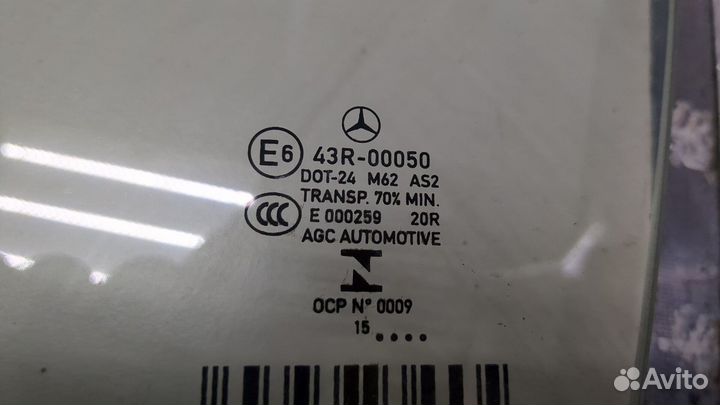 E6 43R-00050
DOT-24 M62 AS2
TRANSP. 70% MIN.
CCC E 000259 20R
AGC AUTOMOTIVE
N
OCP N° 0009
15 ....
Avito